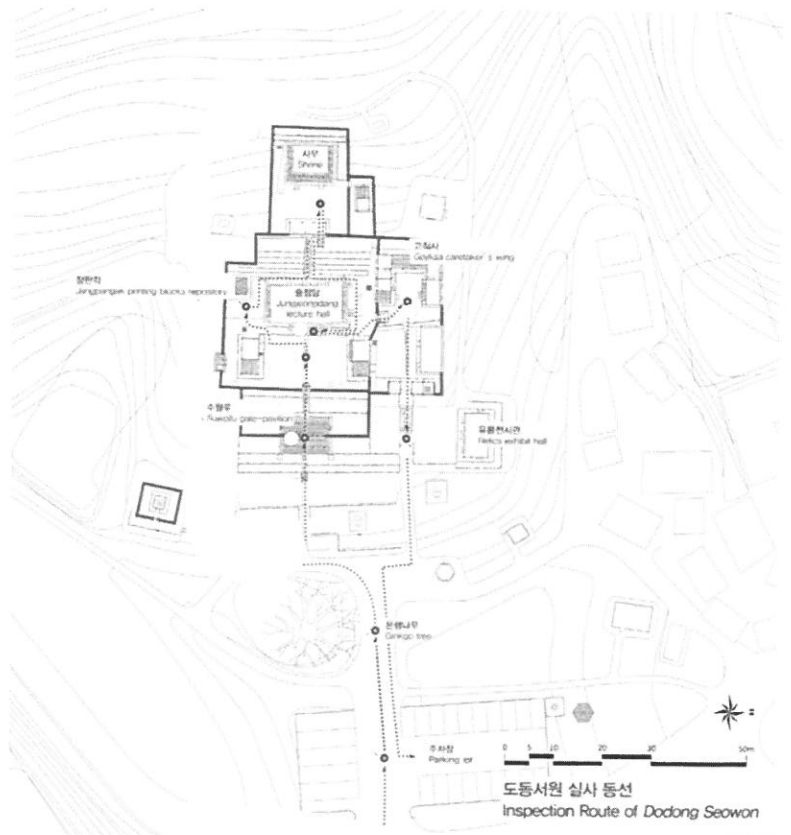 사우
Shrine
고직사
Gojiksa caretaker's wing
장판각
Jangpangak printing blocks repository
중정당
Jungjeongdang
lecture hall
수월루
Suwollu gate-pavilion
유물전시관
Relics exhibit hall
은행나무
Ginkgo tree
주차장
Parking lot
0 5 10 20 30 50m
도동서원 실사 동선
Inspection Route of Dodong Seowon